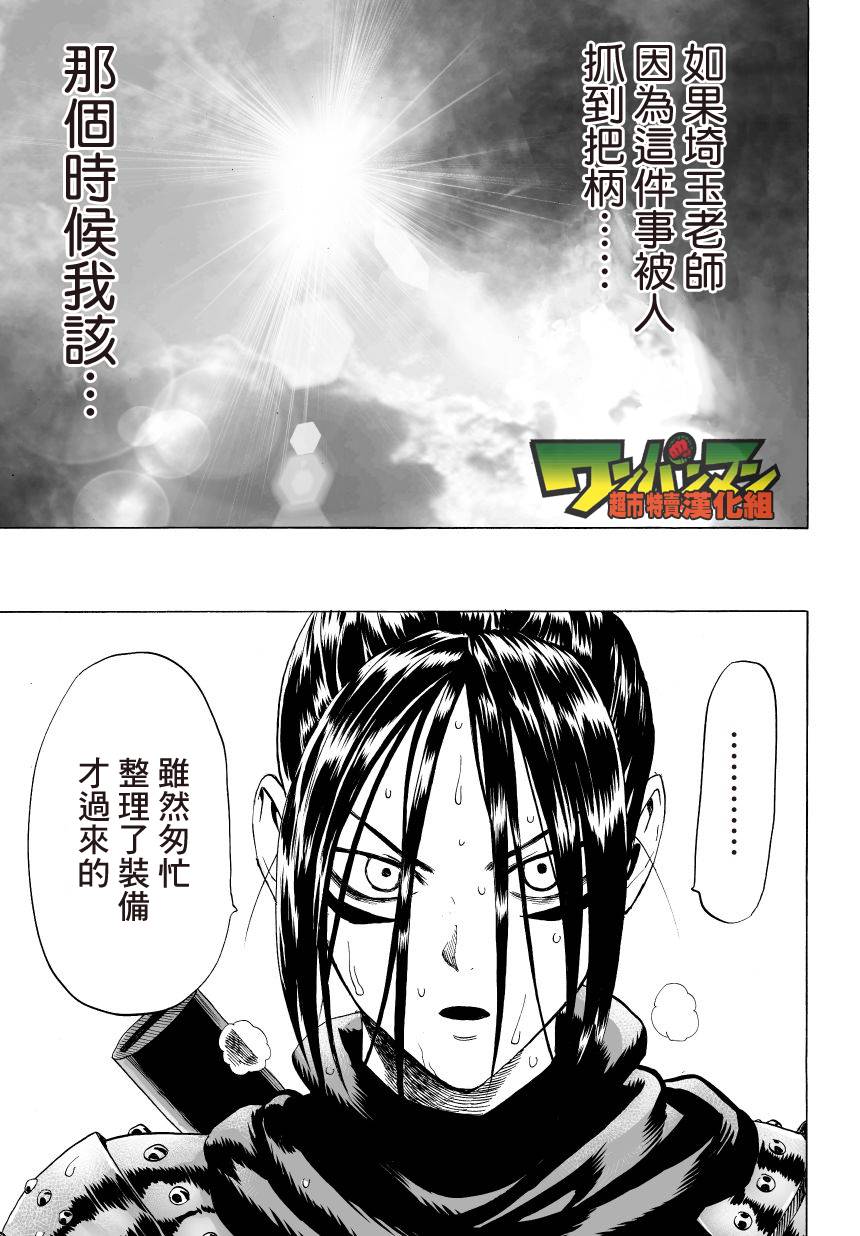 如果埼玉老師
因為這件事被人
抓到把柄……
那個時候我該…
ワンパンマン
超市特賣漢化組
…………
雖然匆忙
整理了裝備
才過來的